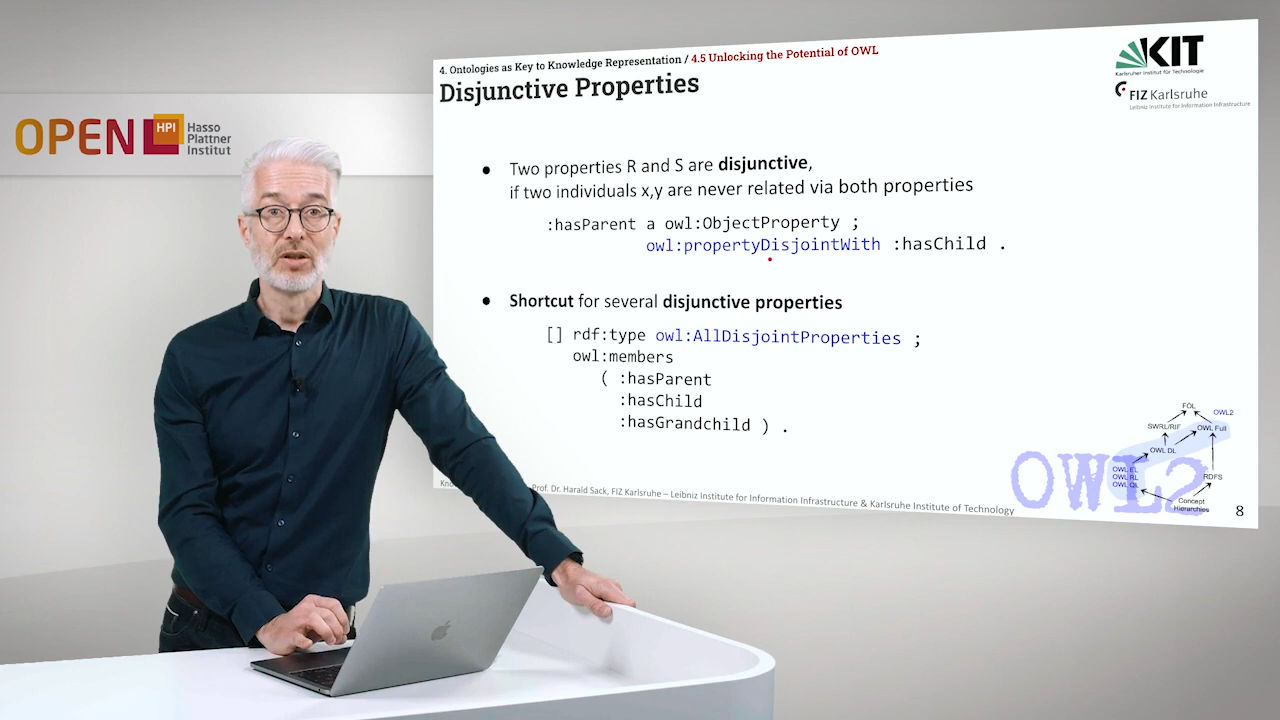 4. Ontologies as Key to Knowledge Representation / 4.5 Unlocking the Potential of OWL
Disjunctive Properties
KIT
Karlsruher Institut für Technologie
FIZ Karlsruhe
Leibniz Institute for Information Infrastructure
OPEN HPI Hasso
Plattner
Institut
● Two properties R and S are disjunctive,
if two individuals x,y are never related via both properties
:hasParent a owl:ObjectProperty ;
owl:propertyDisjointWith :hasChild .
● Shortcut for several disjunctive properties
[] rdf:type owl:AllDisjointProperties ;
owl:members
( :hasParent
:hasChild
:hasGrandchild ) .
FOL
OWL2
SWRL/RIF
OWL Full
OWL DL
OWL EL
OWL RL
OWL QL
RDFS
Concept
Hierarchies
OWL2
Prof. Dr. Harald Sack, FIZ Karlsruhe – Leibniz Institute for Information Infrastructure & Karlsruhe Institute of Technology
8